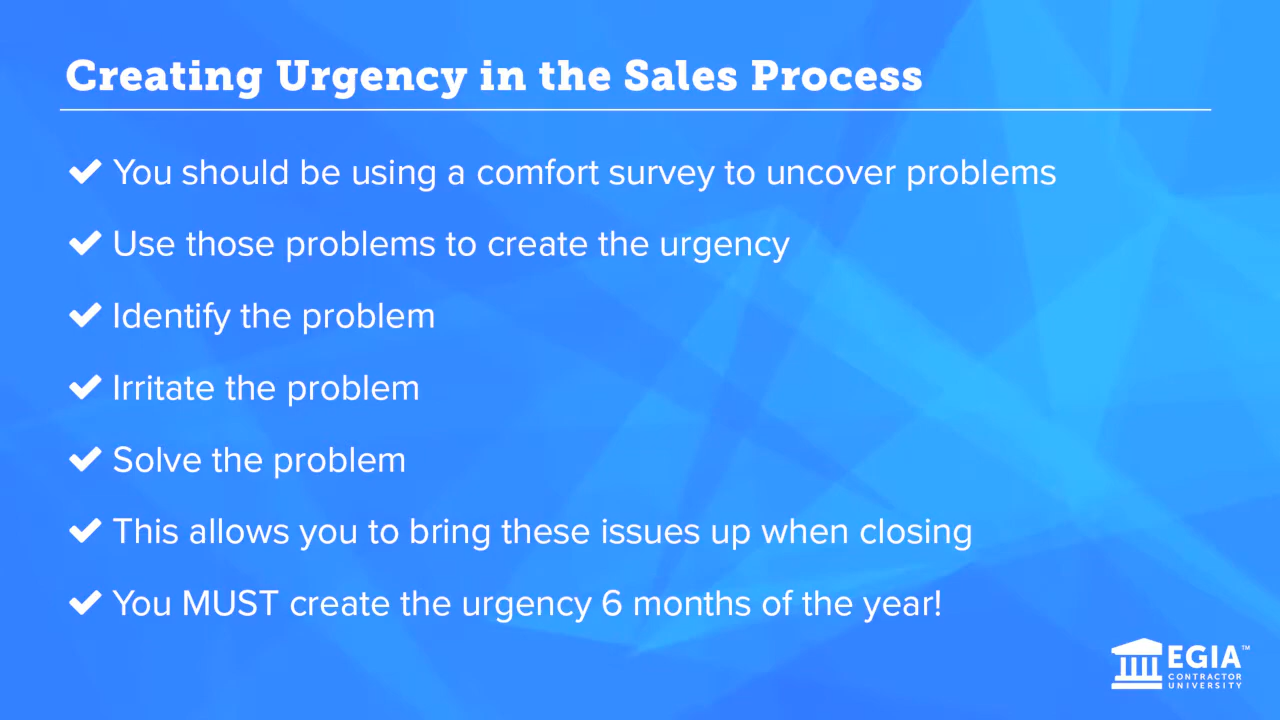 Creating Urgency in the Sales Process
You should be using a comfort survey to uncover problems
Use those problems to create the urgency
Identify the problem
Irritate the problem
Solve the problem
This allows you to bring these issues up when closing
You MUST create the urgency 6 months of the year!
EGIA™
CONTRACTOR
UNIVERSITY